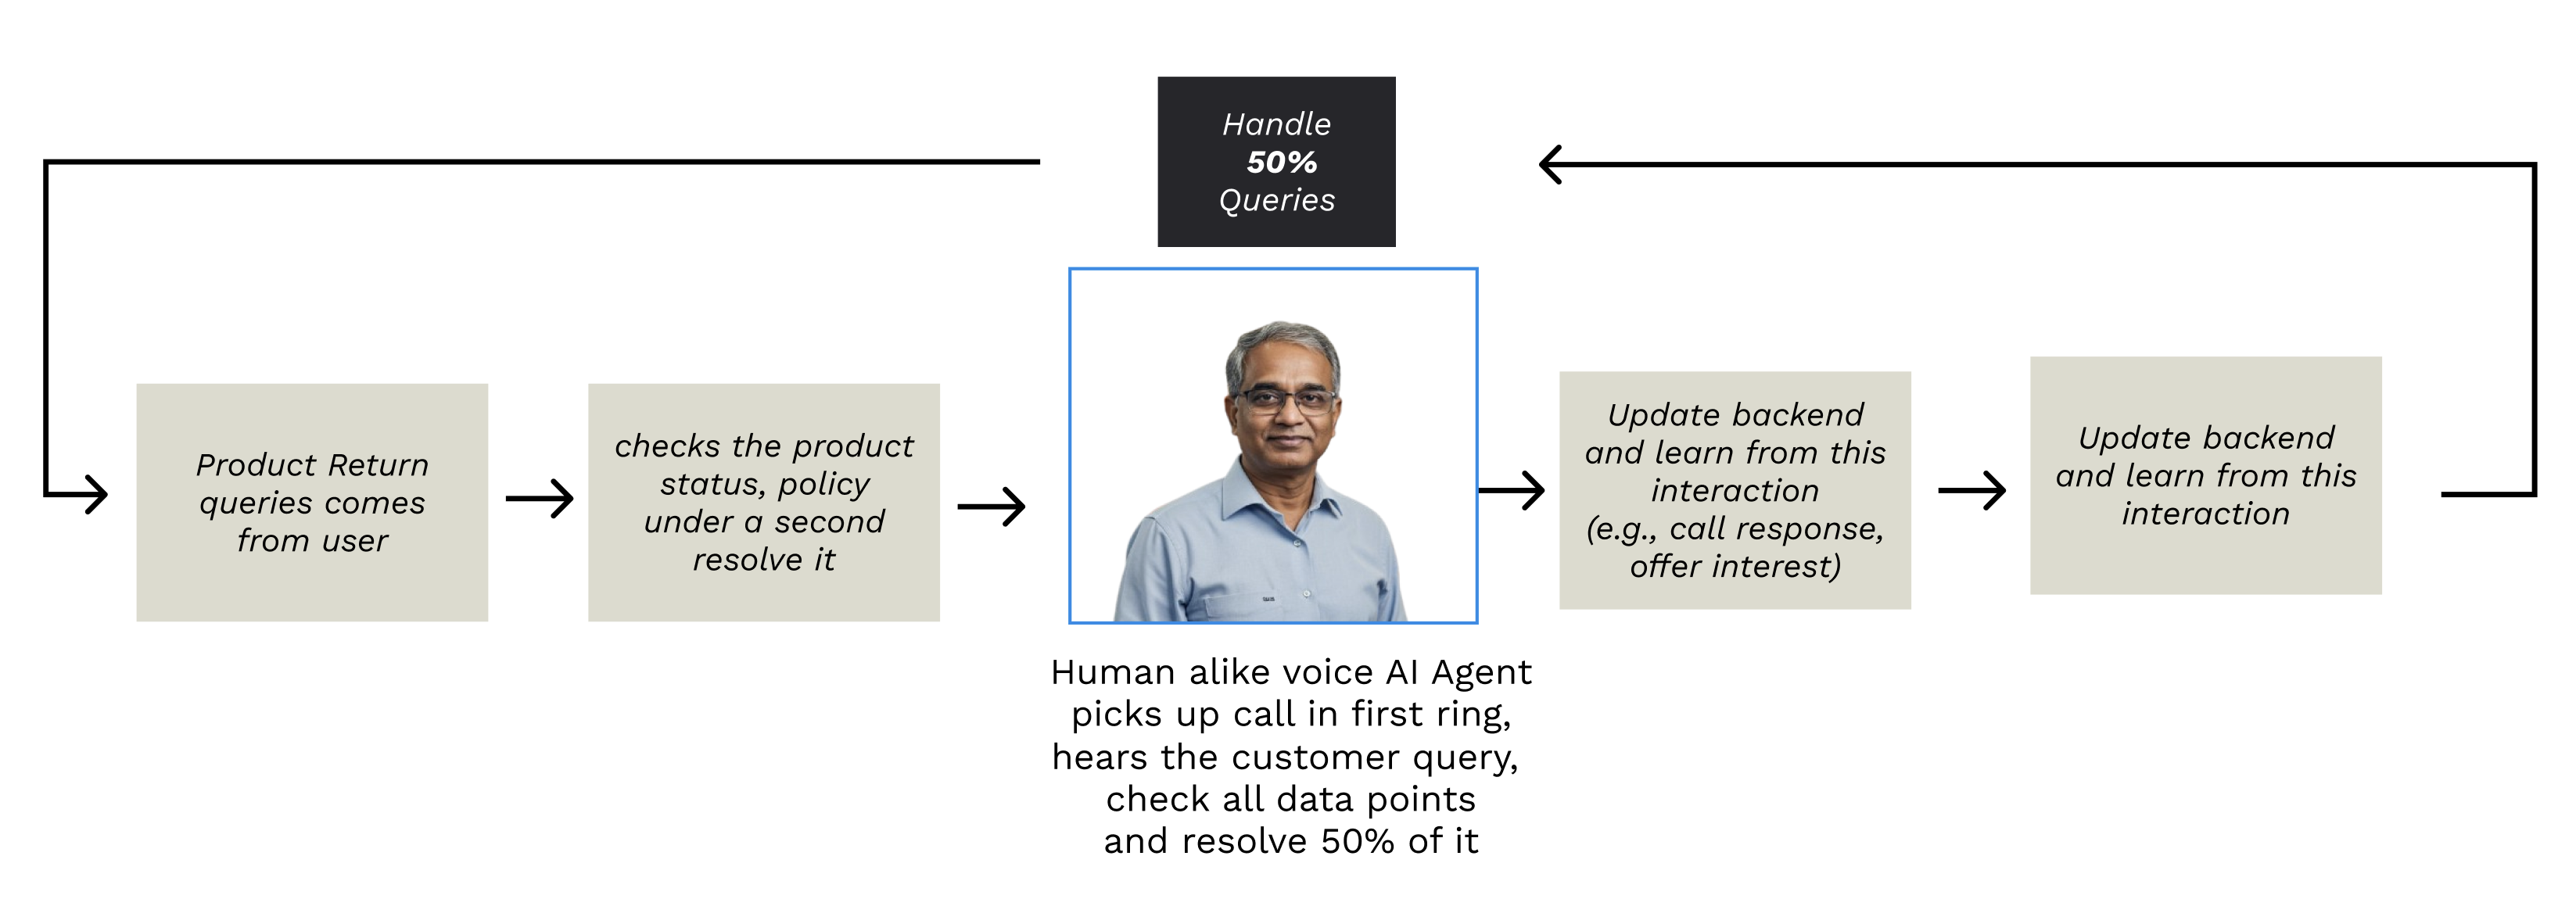 Handle
50%
Queries
Product Return
queries comes
from user
checks the product
status, policy
under a second
resolve it
Update backend
and learn from this
interaction
(e.g., call response,
offer interest)
Update backend
and learn from this
interaction
Human alike voice AI Agent
picks up call in first ring,
hears the customer query,
check all data points
and resolve 50% of it